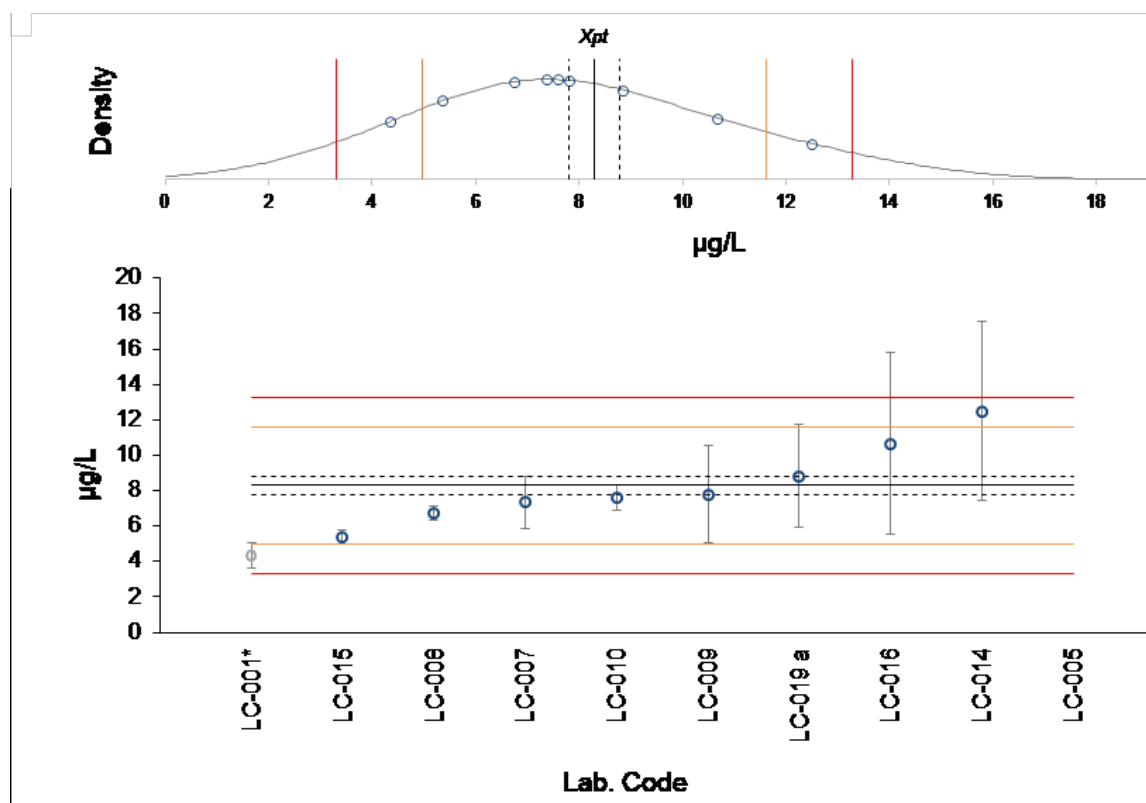 Xpt
Density
0 2 4 6 8 10 12 14 16 18
µg/L
20
18
16
14
12
10
8
6
4
2
0
µg/L
LC-001*
LC-015
LC-008
LC-007
LC-010
LC-009
LC-019 a
LC-016
LC-014
LC-005
Lab. Code